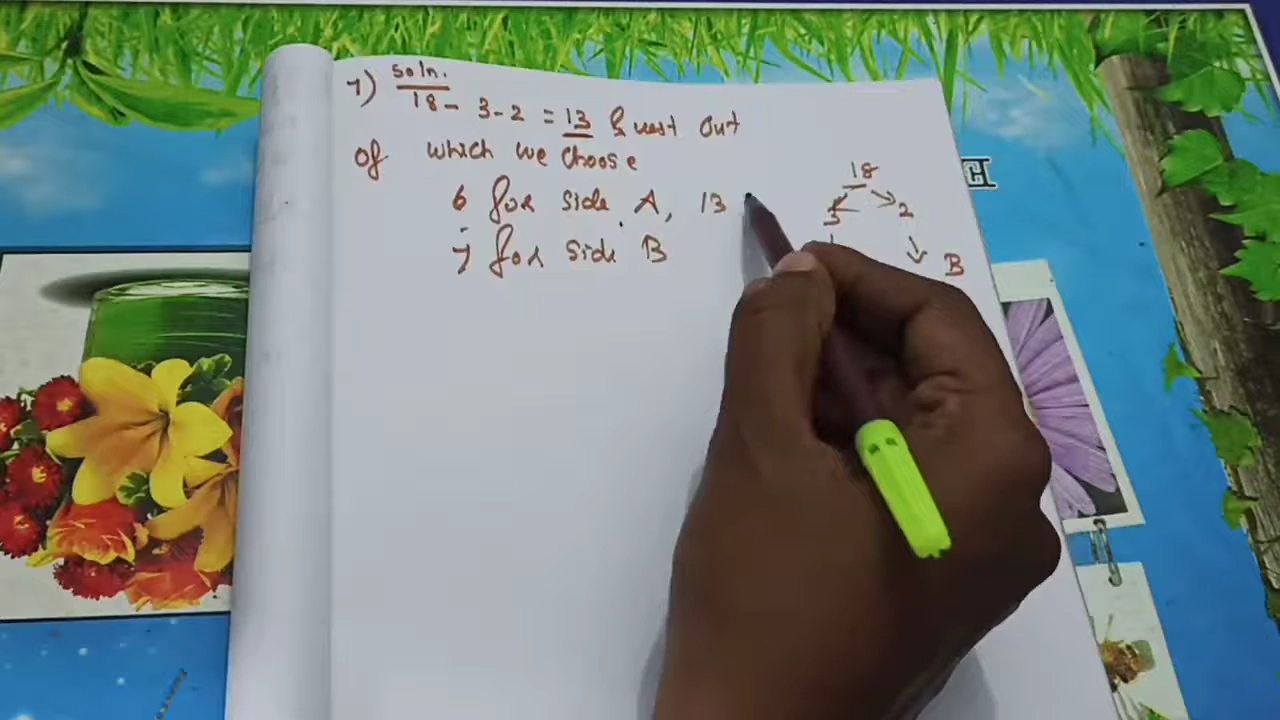 7) Soln.
18 - 3 - 2 = 13 Guest Out
Of which we choose
6 for side A, 13
7 for side B
18
3 2
B